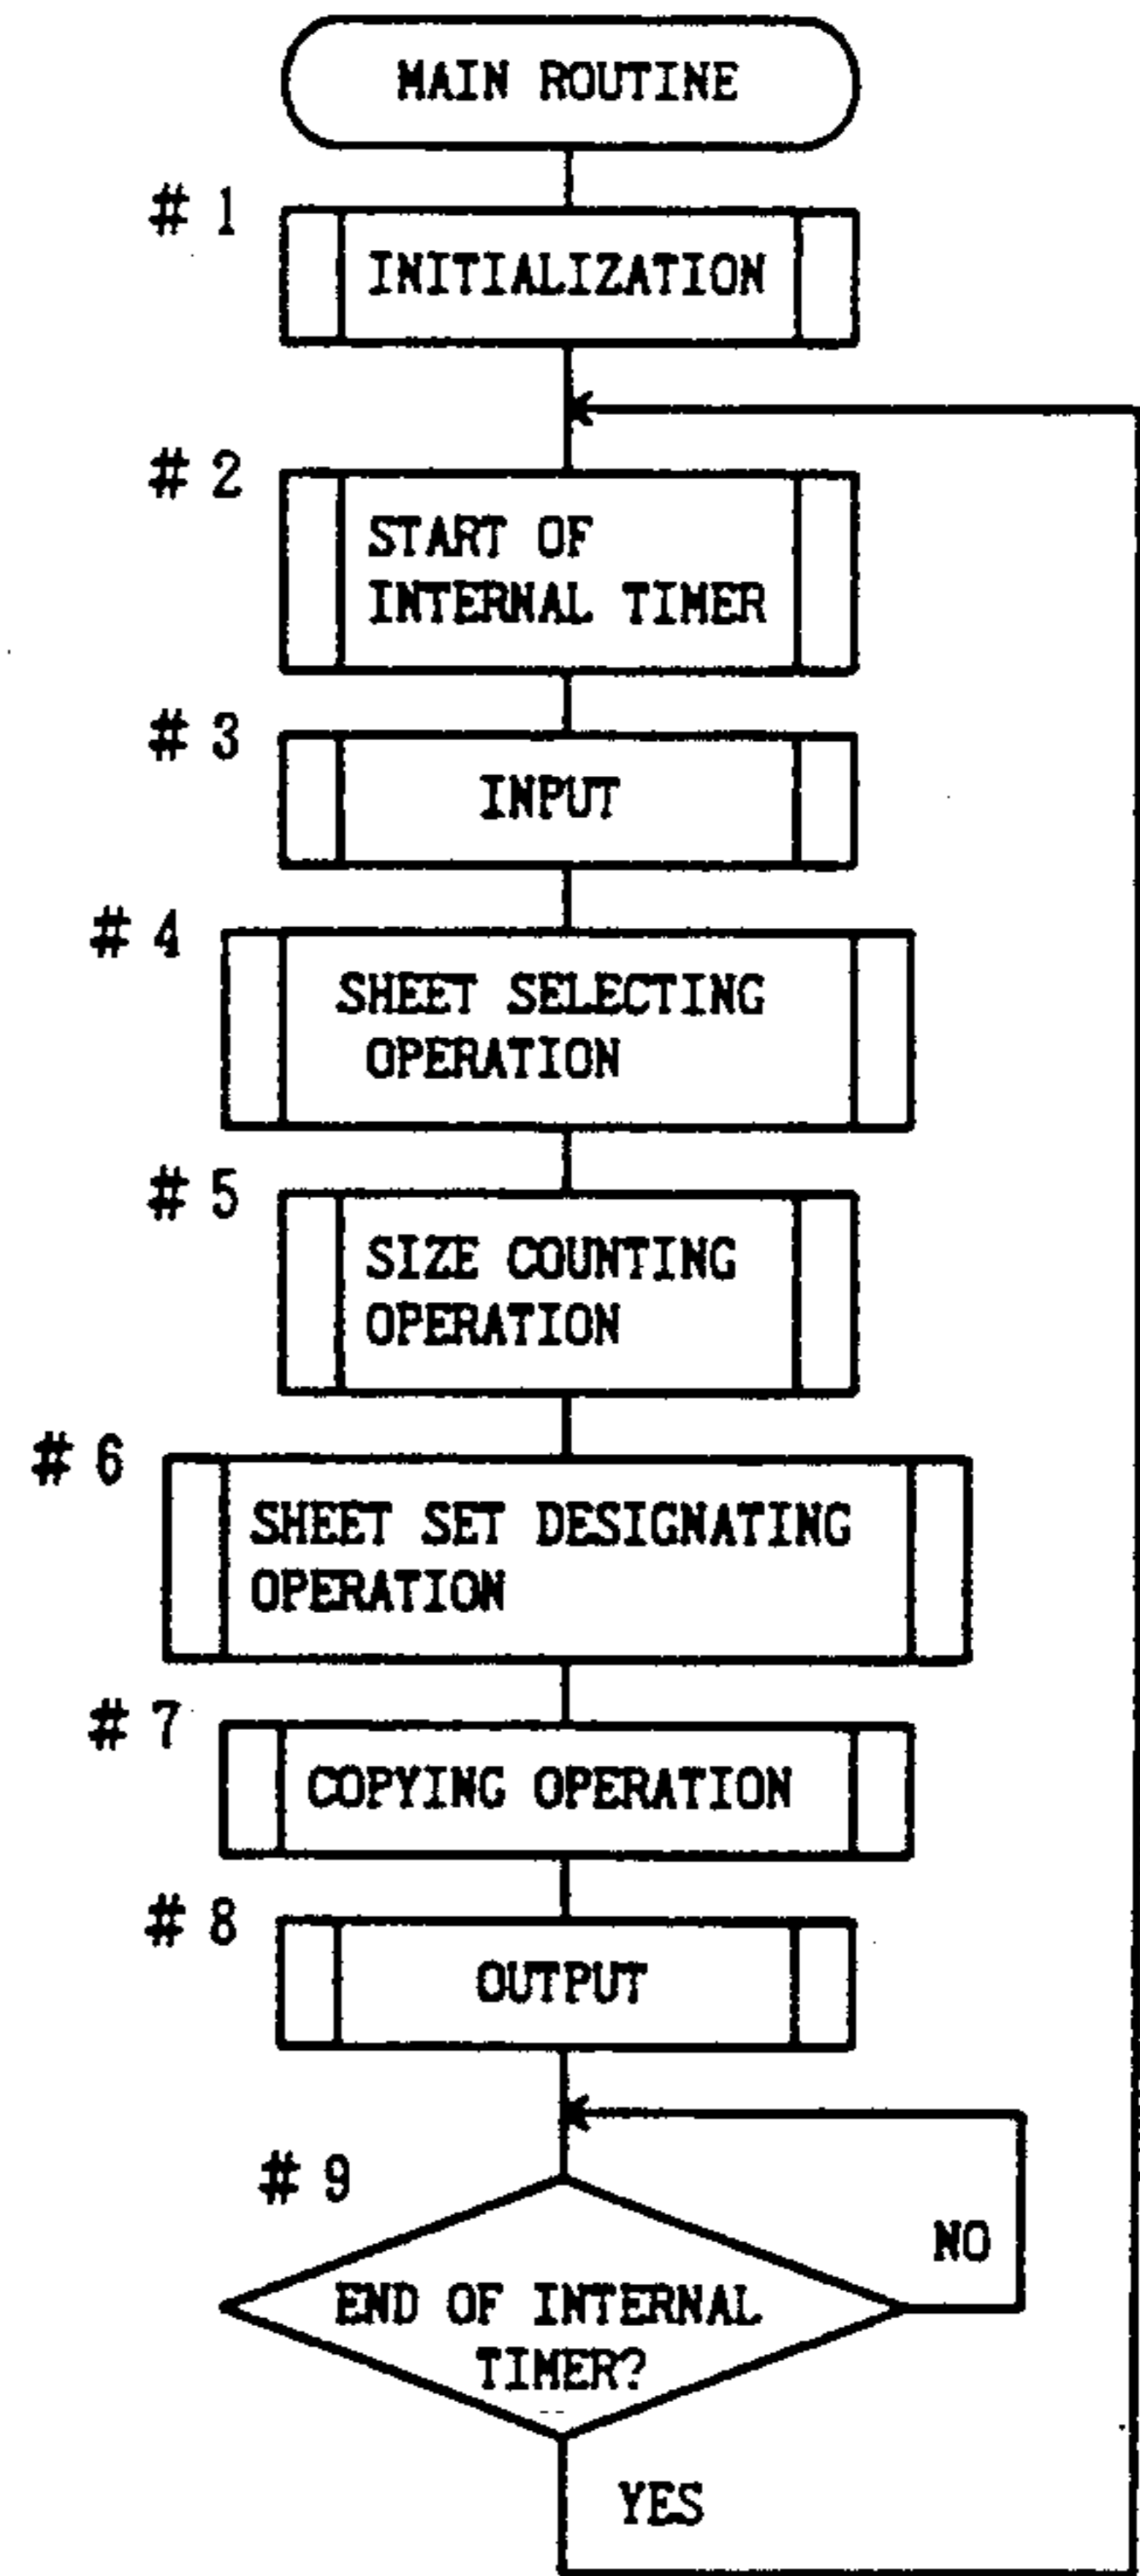 MAIN ROUTINE
# 1
INITIALIZATION
# 2
START OF
INTERNAL TIMER
# 3
INPUT
# 4
SHEET SELECTING
OPERATION
# 5
SIZE COUNTING
OPERATION
# 6
SHEET SET DESIGNATING
OPERATION
# 7
COPYING OPERATION
# 8
OUTPUT
# 9
END OF INTERNAL
TIMER?
NO
YES